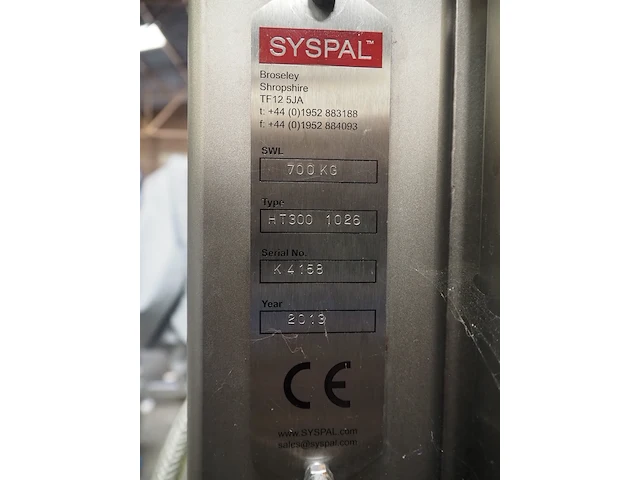 SYSPAL™
Broseley
Shropshire
TF12 5JA
t: +44 (0)1952 883188
f: +44 (0)1952 884093
SWL
700 KG
Type
HT300 1026
Serial No.
K 4158
Year
2013
CE
www.SYSPAL.com
sales@syspal.com